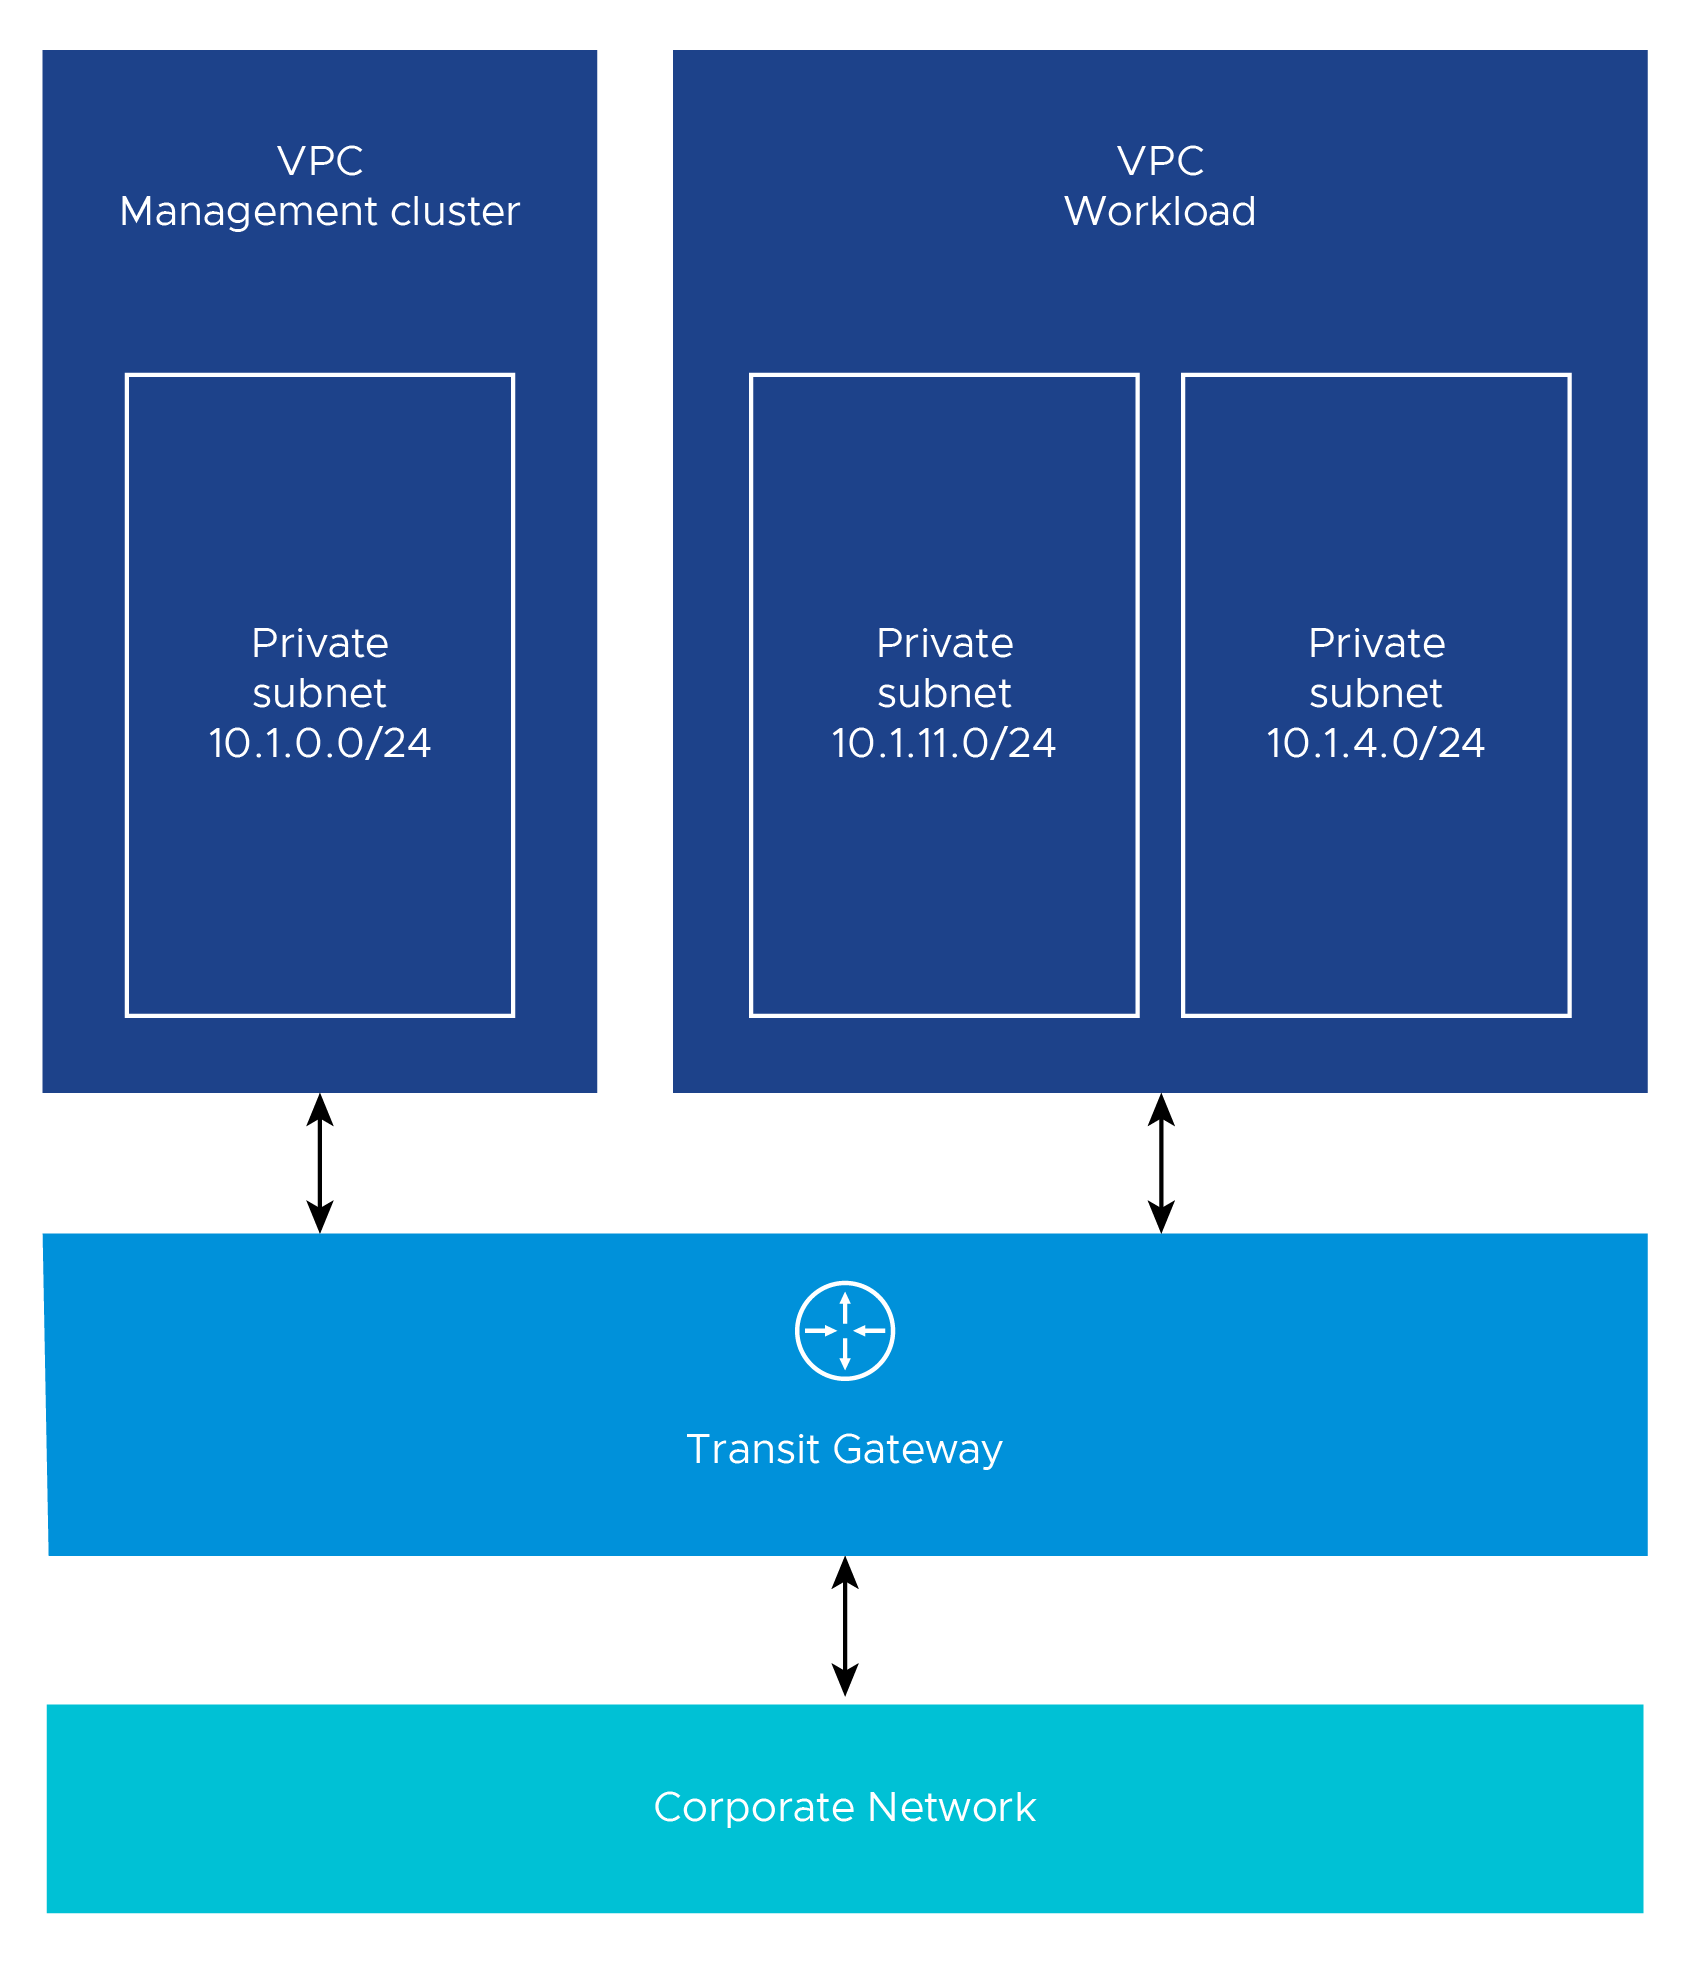 VPC
Management cluster
Private
subnet
10.1.0.0/24
VPC
Workload
Private
subnet
10.1.11.0/24
Private
subnet
10.1.4.0/24
Transit Gateway
Corporate Network